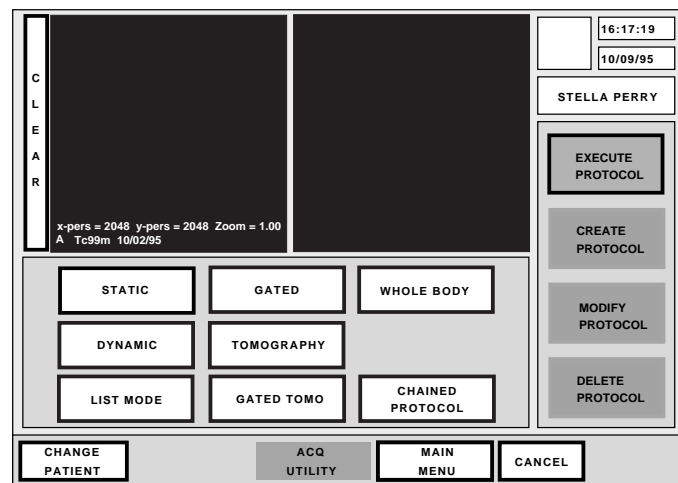 16:17:19
10/09/95
STELLA PERRY
C
L
E
A
R
x-pers = 2048 y-pers = 2048 Zoom = 1.00
A Tc99m 10/02/95
EXECUTE
PROTOCOL
CREATE
PROTOCOL
MODIFY
PROTOCOL
DELETE
PROTOCOL
STATIC
GATED
WHOLE BODY
DYNAMIC
TOMOGRAPHY
LIST MODE
GATED TOMO
CHAINED
PROTOCOL
CHANGE
PATIENT
ACQ
UTILITY
MAIN
MENU
CANCEL